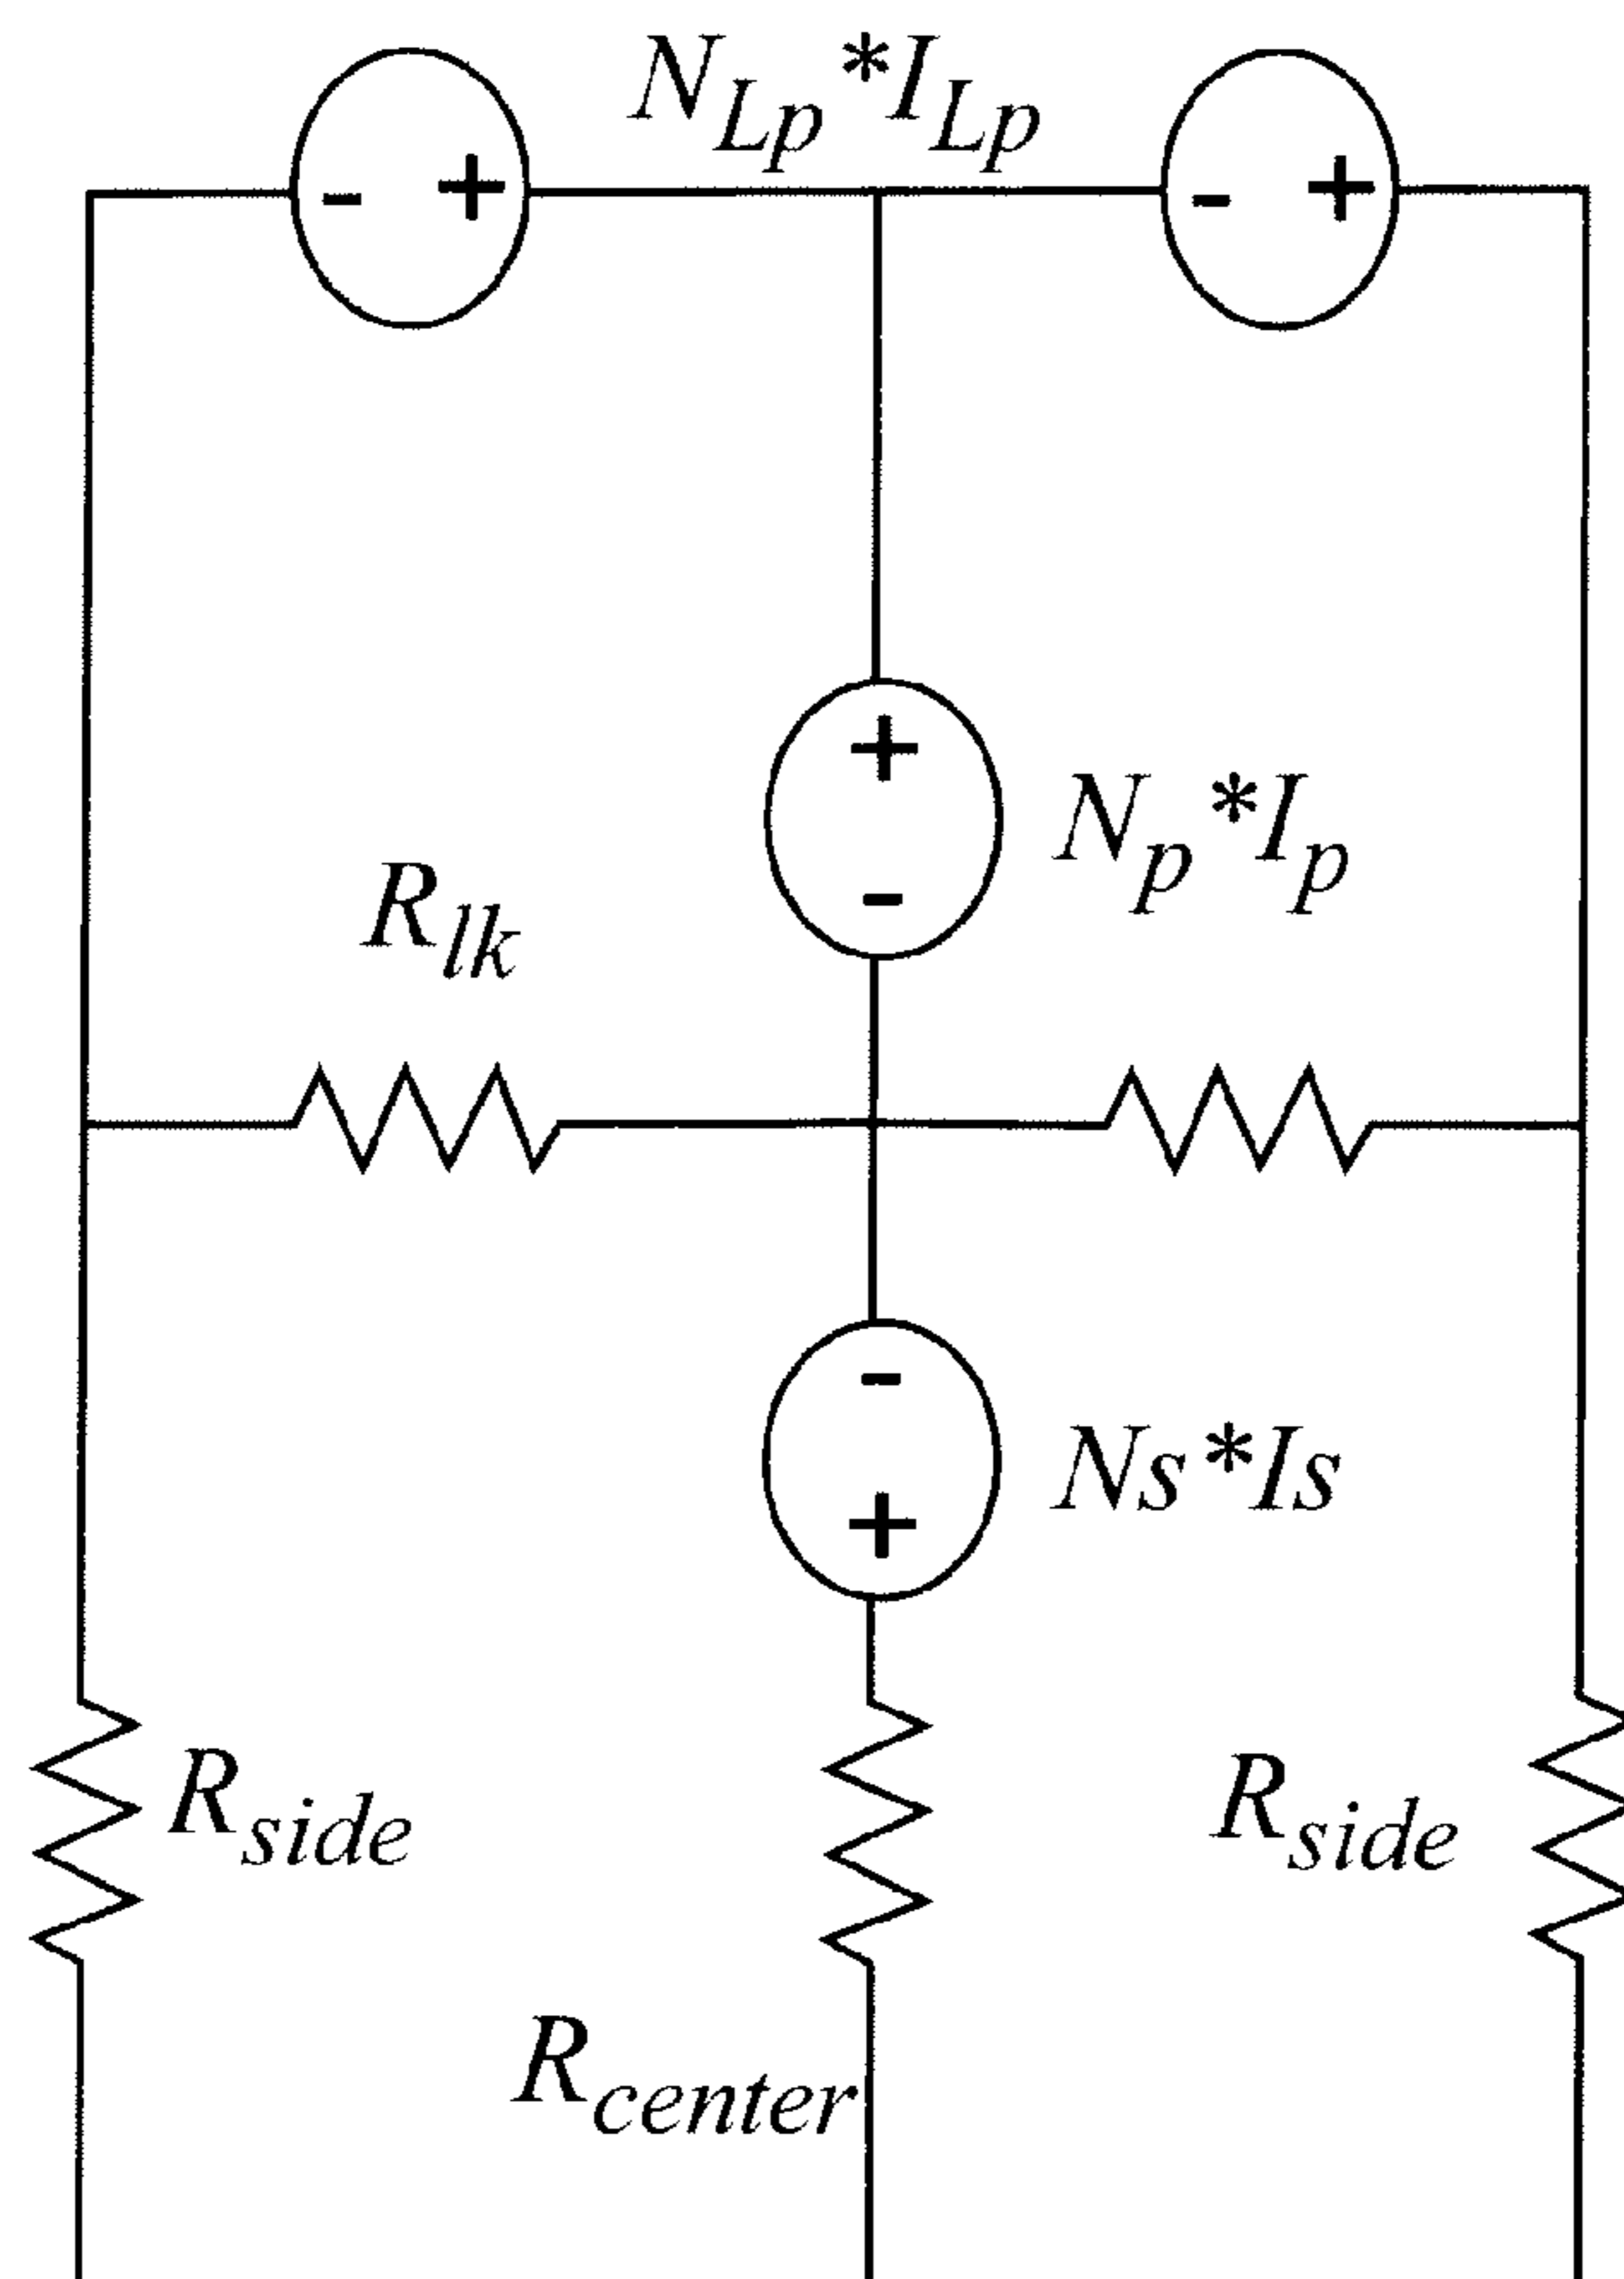 N_Lp*I_Lp
- + - +
+
N_p*I_p
-
R_lk
-
Ns*Is
+
R_side R_side
R_center